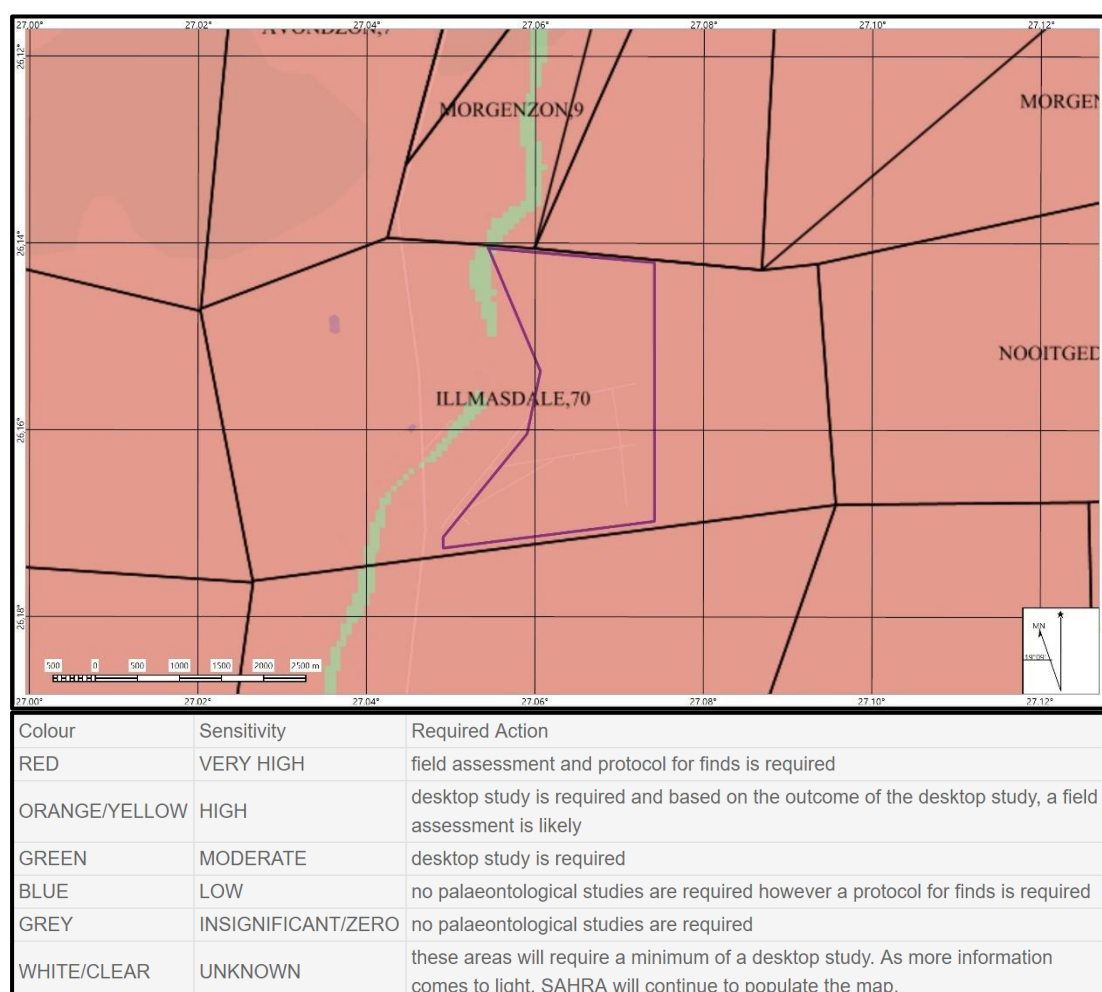 27.00° 27.02° 27.04° 27.06° 27.08° 27.10° 27.12°
AVONDZON,7
26,12°
MORGENZON,9
MORGEN
26,14°
NOOITGED
ILLMASDALE,70
26,16°
26,18°
MN
19°09'
500 0 500 1000 1500 2000 2500 m
27.00° 27.02° 27.04° 27.06° 27.08° 27.10° 27.12°
Colour Sensitivity Required Action
RED VERY HIGH field assessment and protocol for finds is required
ORANGE/YELLOW HIGH desktop study is required and based on the outcome of the desktop study, a field
assessment is likely
GREEN MODERATE desktop study is required
BLUE LOW no palaeontological studies are required however a protocol for finds is required
GREY INSIGNIFICANT/ZERO no palaeontological studies are required
WHITE/CLEAR UNKNOWN these areas will require a minimum of a desktop study. As more information
comes to light, SAHRA will continue to populate the map.